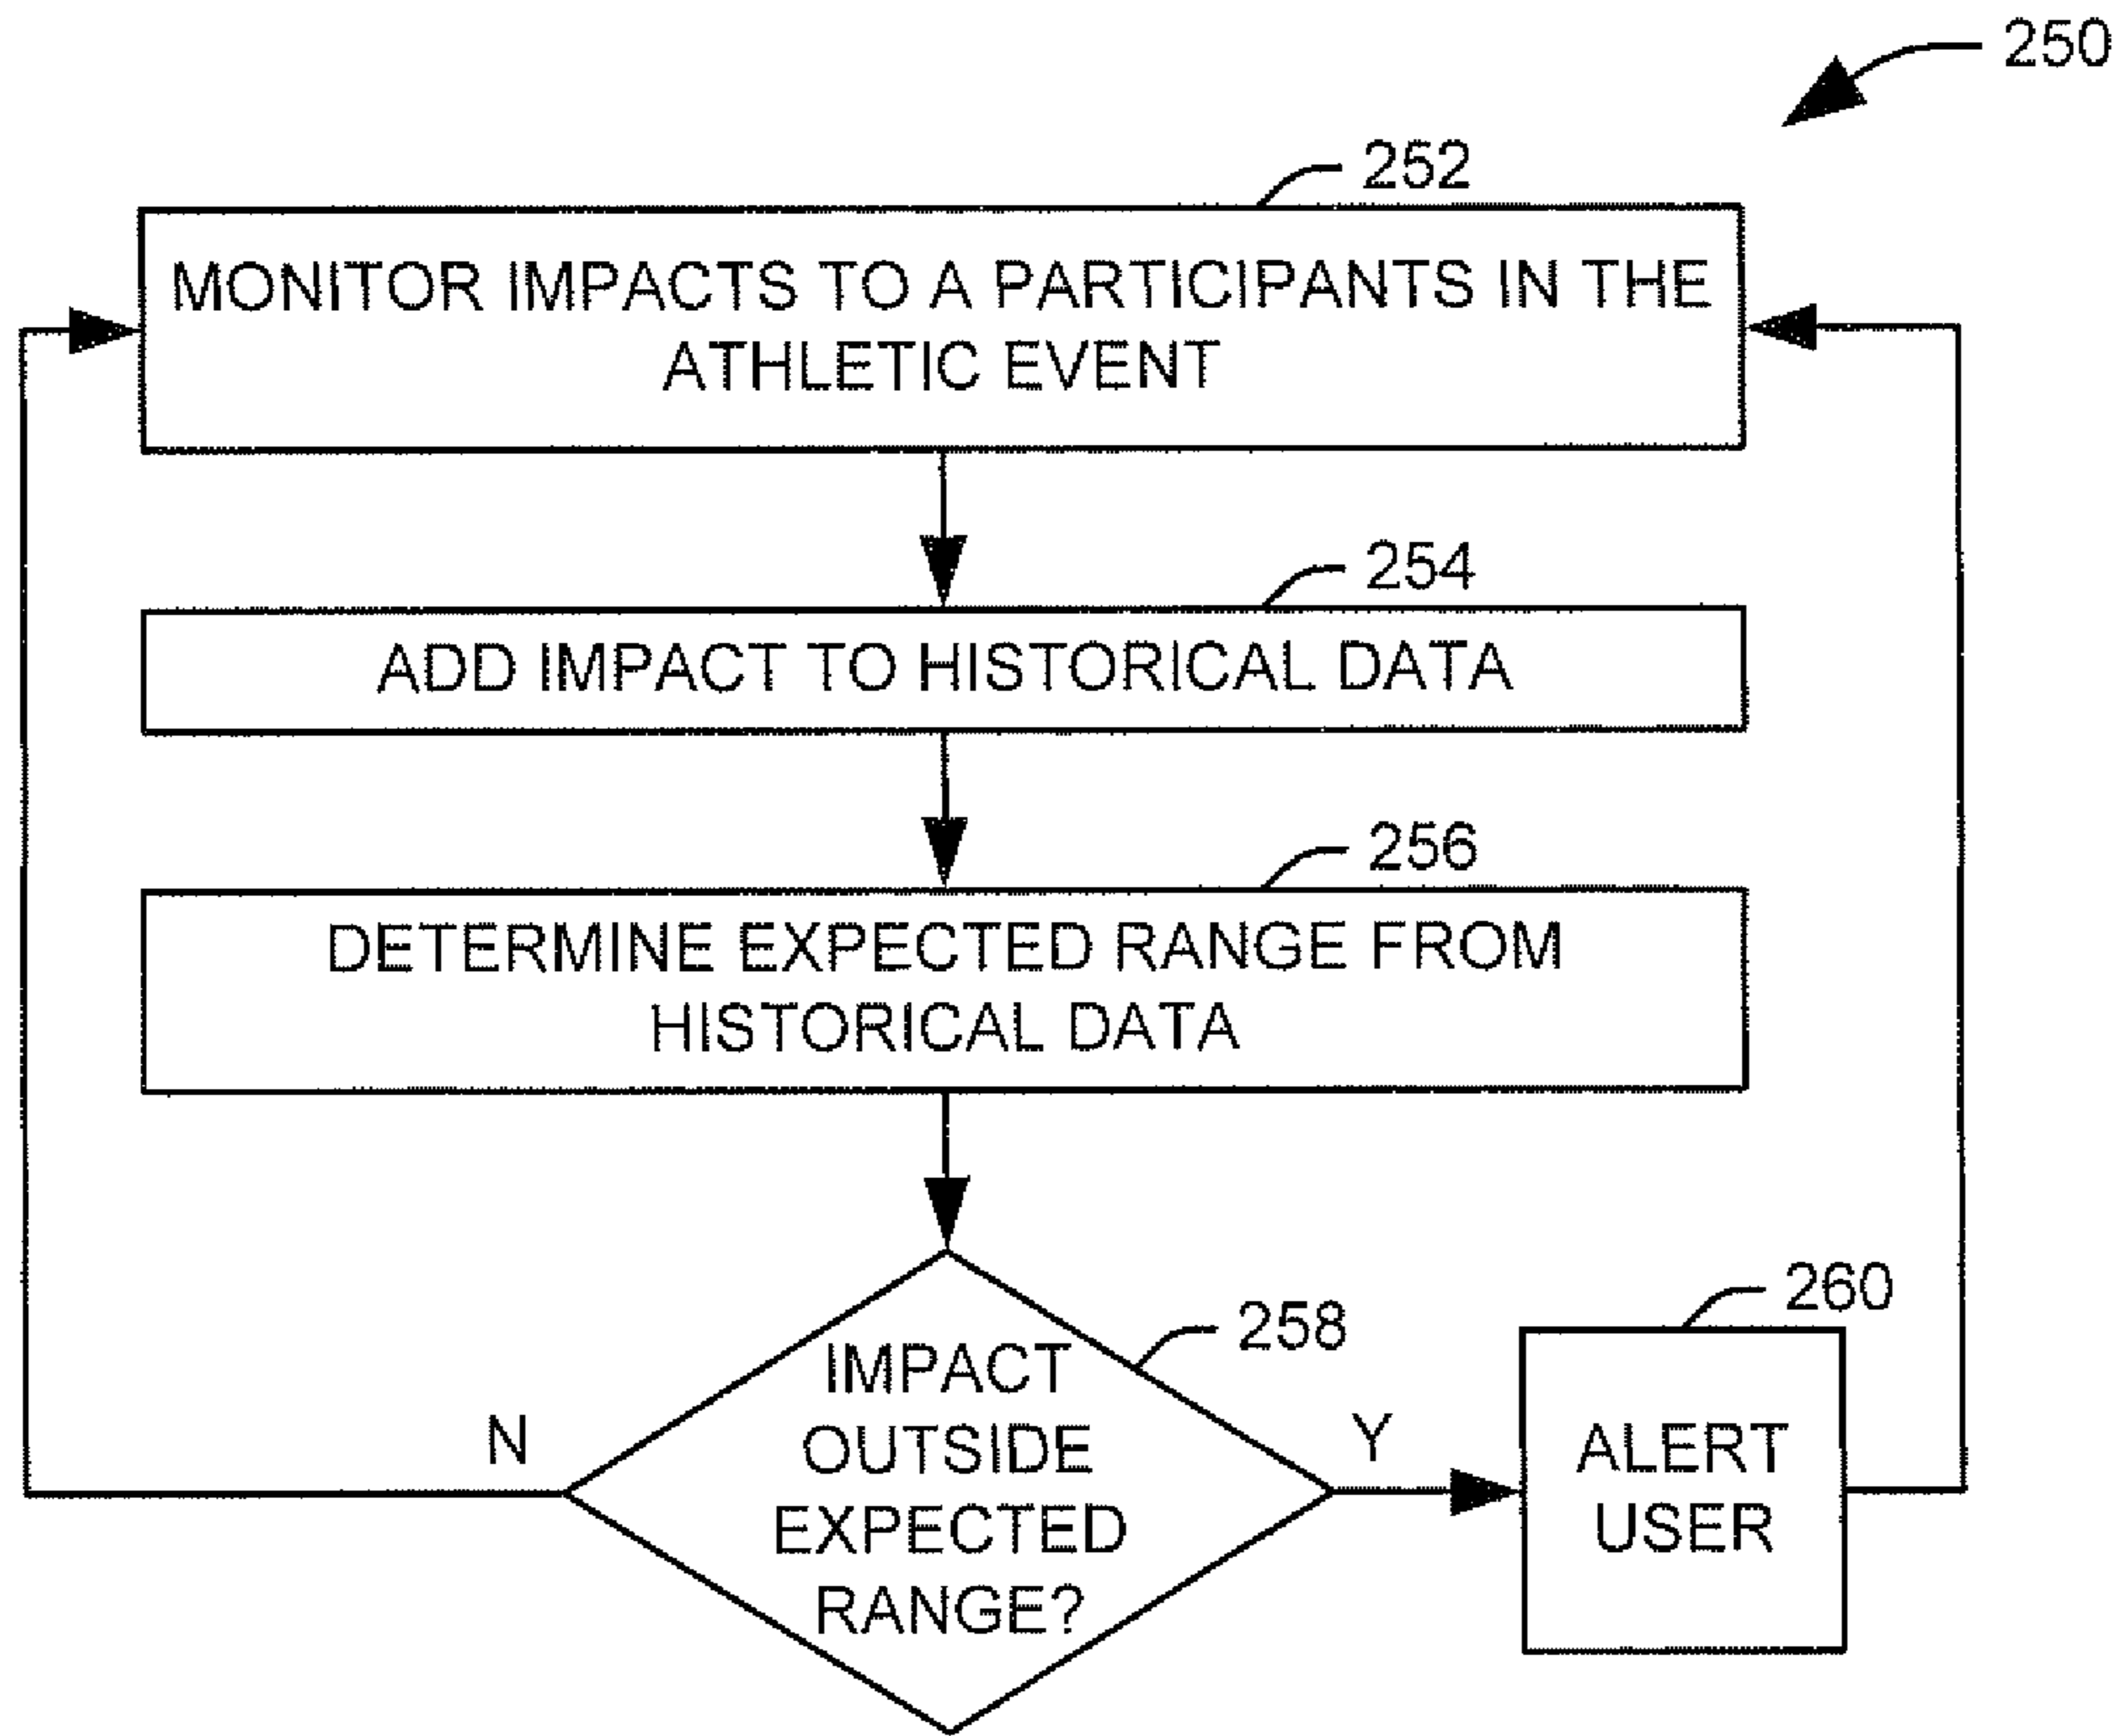 250
252
MONITOR IMPACTS TO A PARTICIPANTS IN THE
ATHLETIC EVENT
254
ADD IMPACT TO HISTORICAL DATA
256
DETERMINE EXPECTED RANGE FROM
HISTORICAL DATA
258
IMPACT
OUTSIDE
EXPECTED
RANGE?
N
Y
260
ALERT
USER